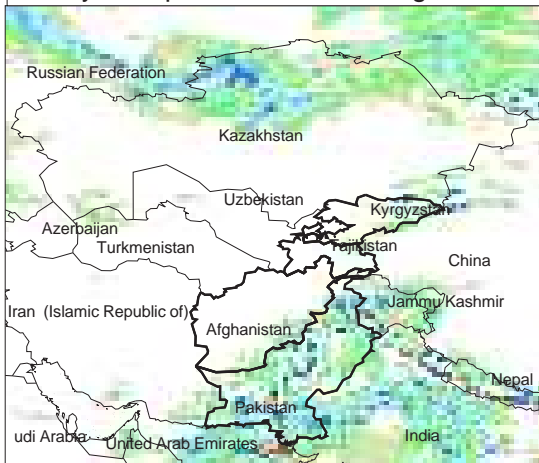 Russian Federation
Kazakhstan
Uzbekistan
Kyrgyzstan
Azerbaijan
Turkmenistan
Tajikistan
China
Iran (Islamic Republic of)
Jammu Kashmir
Afghanistan
Nepal
Pakistan
udi Arabia
United Arab Emirates
India